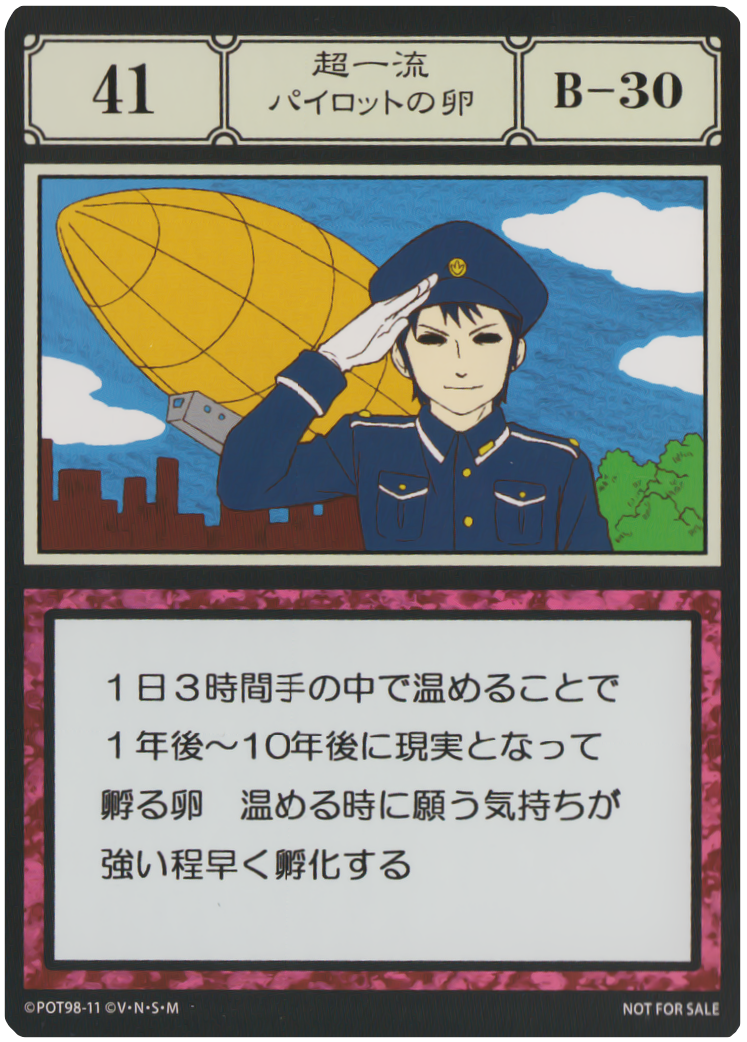 41
超一流
パイロットの卵
B-30
1日3時間手の中で温めることで
1年後〜10年後に現実となって
孵る卵　温める時に願う気持ちが
強い程早く孵化する
©POT98-11 ©V・N・S・M
NOT FOR SALE